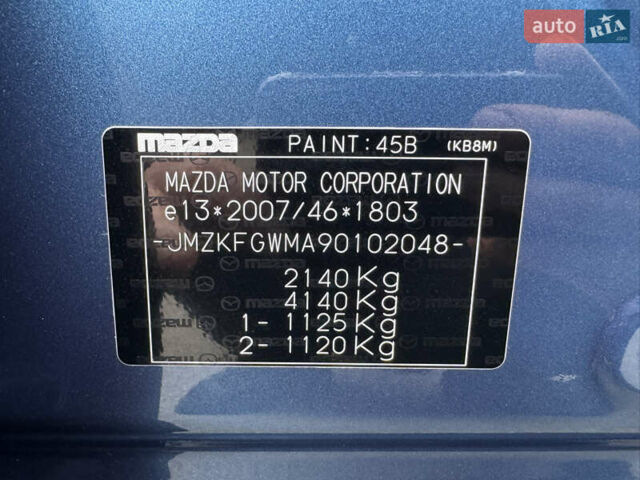 auto RIA.com
mazda PAINT:45B (KB8M)
MAZDA MOTOR CORPORATION
e13*2007/46*1803
-JMZKFGWMA90102048-
2140Kg
4140Kg
1- 1125Kg
2- 1120Kg